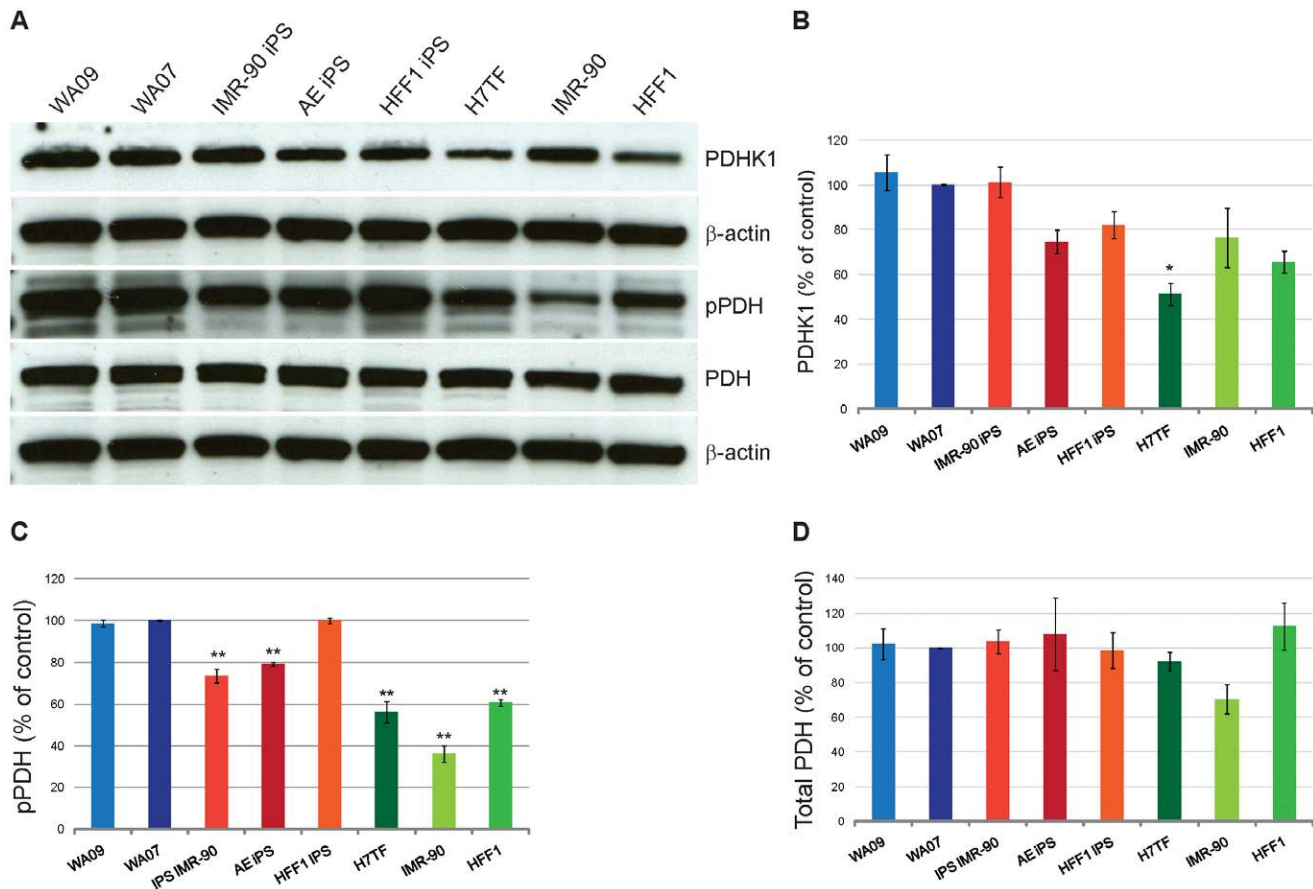 A
WA09 WA07 IMR-90 iPS AE iPS HFF1 iPS H7TF IMR-90 HFF1
PDHK1
β-actin
pPDH
PDH
β-actin
B
PDHK1 (% of control)
120
100
80
60
40
20
0
*
WA09 WA07 IMR-90 iPS AE iPS HFF1 iPS H7TF IMR-90 HFF1
C
pPDH (% of control)
120
100
80
60
40
20
0
** ** ** ** **
WA09 WA07 IPS IMR-90 AE iPS HFF1 IPS H7TF IMR-90 HFF1
D
Total PDH (% of control)
140
120
100
80
60
40
20
0
WA09 WA07 IPS IMR-90 AE iPS HFF1 IPS H7TF IMR-90 HFF1